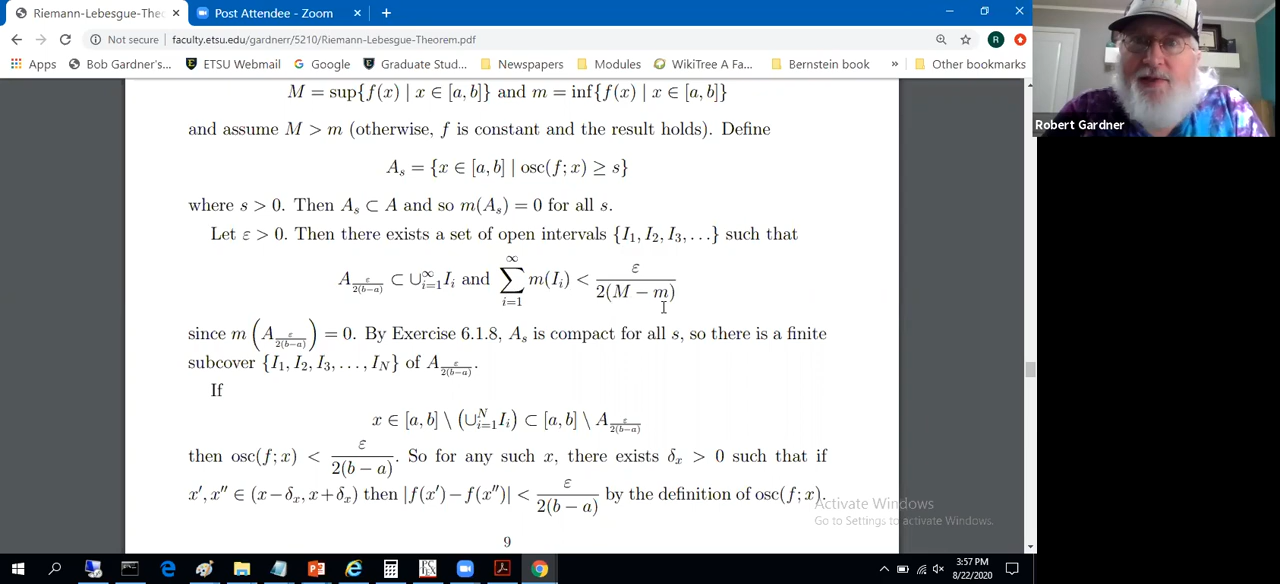 Riemann-Lebesgue-The
Post Attendee - Zoom
Not secure | faculty.etsu.edu/gardnerr/5210/Riemann-Lebesgue-Theorem.pdf
R
Apps Bob Gardner's... ETSU Webmail Google Graduate Stud... Newspapers Modules WikiTree A Fa... Bernstein book » Other bookmarks
M = sup{f(x) | x ∈ [a, b]} and m = inf{f(x) | x ∈ [a, b]}
and assume M > m (otherwise, f is constant and the result holds). Define
A_s = {x ∈ [a, b] | osc(f; x) ≥ s}
where s > 0. Then A_s ⊂ A and so m(A_s) = 0 for all s.
Let ε > 0. Then there exists a set of open intervals {I_1, I_2, I_3, . . .} such that
A_{ε/(2(b−a))} ⊂ ∪_{i=1}^∞ I_i and ∑_{i=1}^∞ m(I_i) < ε/(2(M − m))
since m (A_{ε/(2(b−a))}) = 0. By Exercise 6.1.8, A_s is compact for all s, so there is a finite
subcover {I_1, I_2, I_3, . . . , I_N} of A_{ε/(2(b−a))}.
If
x ∈ [a, b] \ (∪_{i=1}^N I_i) ⊂ [a, b] \ A_{ε/(2(b−a))}
then osc(f; x) < ε/(2(b − a)). So for any such x, there exists δ_x > 0 such that if
x′, x″ ∈ (x−δ_x, x+δ_x) then |f(x′)−f(x″)| < ε/(2(b − a)) by the definition of osc(f; x).
9
Robert Gardner
Activate Windows
Go to Settings to activate Windows.
3:57 PM
8/22/2020